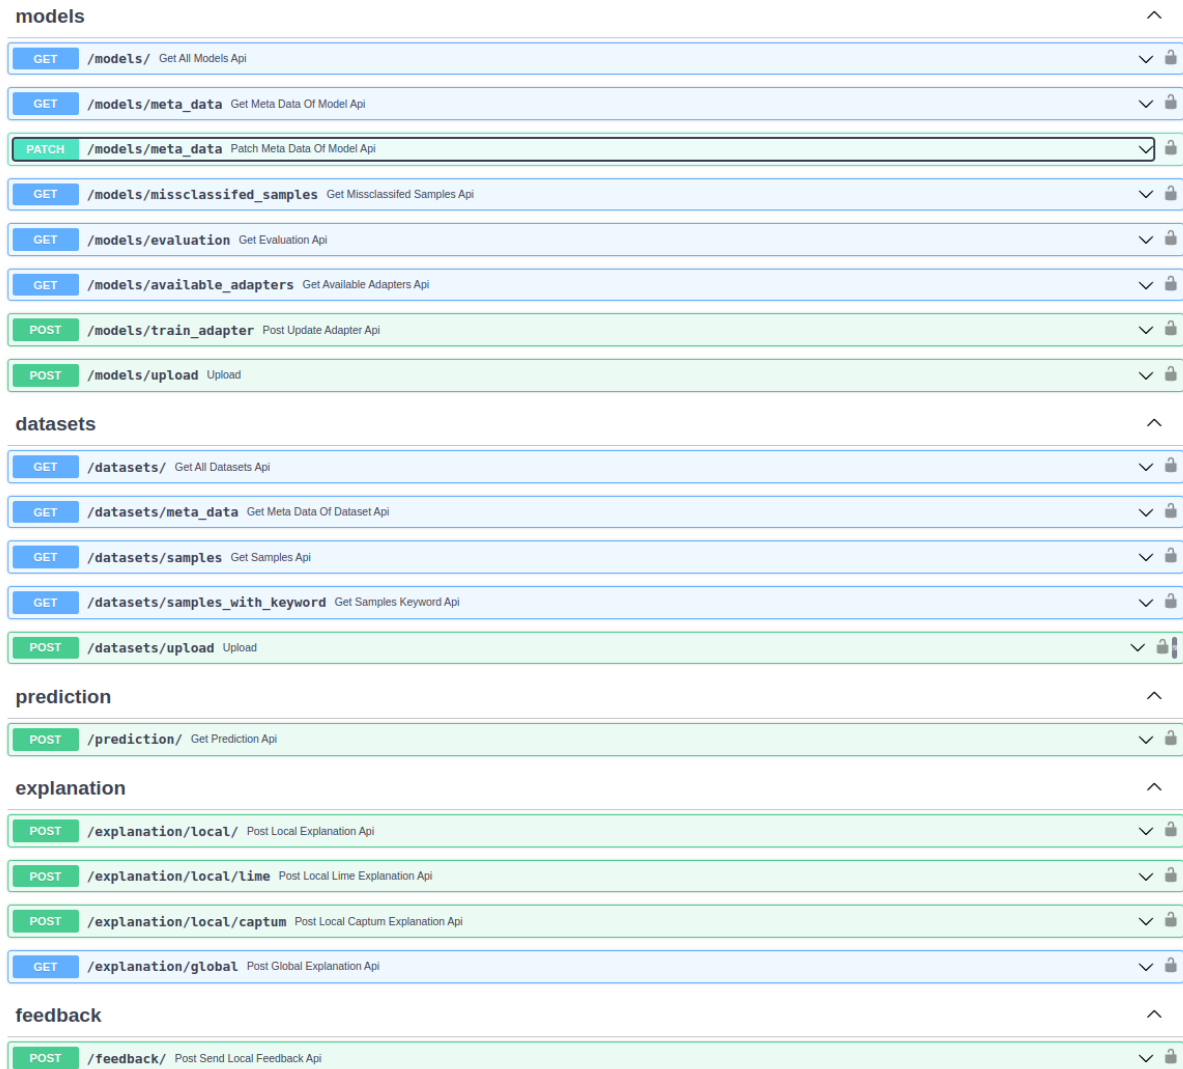 models
GET /models/ Get All Models Api
GET /models/meta_data Get Meta Data Of Model Api
PATCH /models/meta_data Patch Meta Data Of Model Api
GET /models/missclassifed_samples Get Missclassifed Samples Api
GET /models/evaluation Get Evaluation Api
GET /models/available_adapters Get Available Adapters Api
POST /models/train_adapter Post Update Adapter Api
POST /models/upload Upload
datasets
GET /datasets/ Get All Datasets Api
GET /datasets/meta_data Get Meta Data Of Dataset Api
GET /datasets/samples Get Samples Api
GET /datasets/samples_with_keyword Get Samples Keyword Api
POST /datasets/upload Upload
prediction
POST /prediction/ Get Prediction Api
explanation
POST /explanation/local/ Post Local Explanation Api
POST /explanation/local/lime Post Local Lime Explanation Api
POST /explanation/local/captum Post Local Captum Explanation Api
GET /explanation/global Post Global Explanation Api
feedback
POST /feedback/ Post Send Local Feedback Api